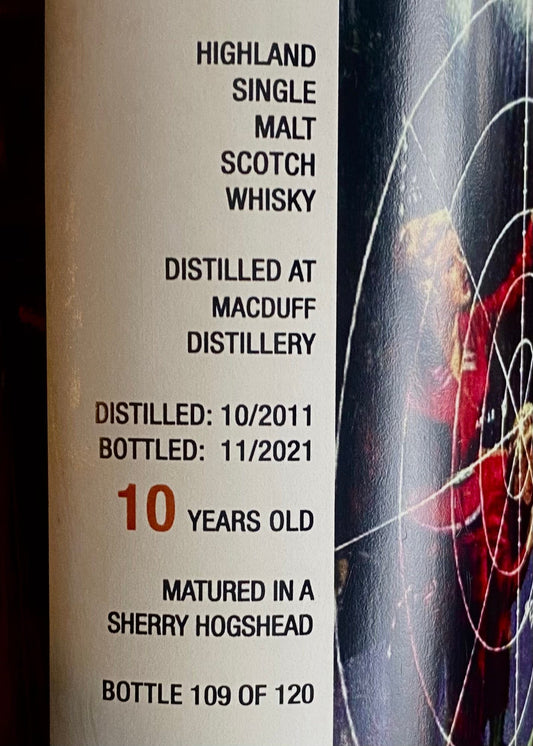 HIGHLAND
SINGLE
MALT
SCOTCH
WHISKY
DISTILLED AT
MACDUFF
DISTILLERY
DISTILLED: 10/2011
BOTTLED: 11/2021
10 YEARS OLD
MATURED IN A
SHERRY HOGSHEAD
BOTTLE 109 OF 120